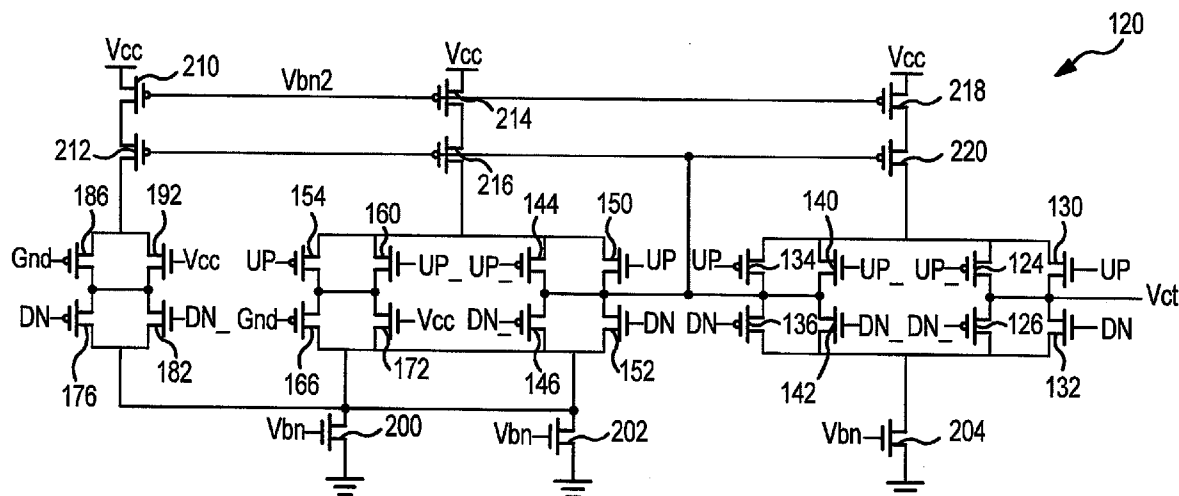 120
Vcc Vcc Vcc
210 Vbn2 214 218
212 216 220
186 192 154 160 144 150 140 130
Gnd Vcc UP UP_ UP_ UP UP 134 UP_ UP_ 124 UP
Vct
DN DN_ Gnd Vcc DN_ DN DN 136 DN_ DN_ 126 DN
176 182 166 172 146 152 142 132
Vbn 200 Vbn 202 Vbn 204